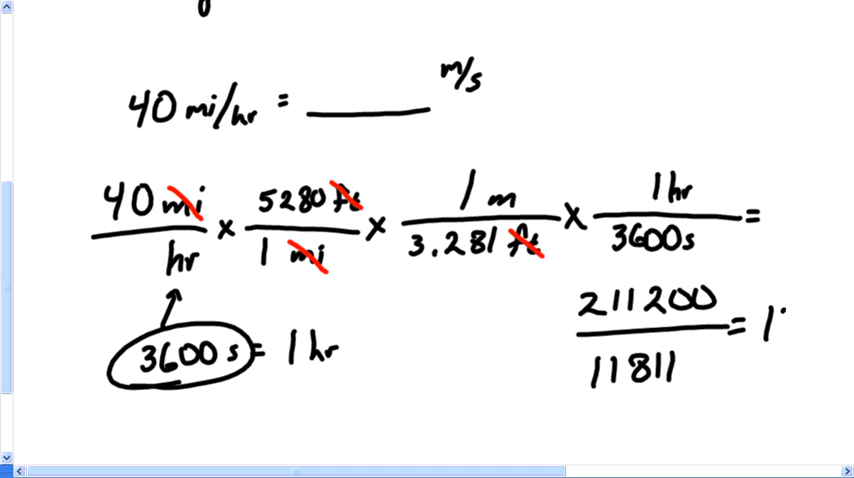 40 mi/hr = ______ m/s
40 mi/hr × 5280 ft/1 mi × 1 m/3.281 ft × 1 hr/3600s =
3600 s = 1 hr
211200/11811 = 1